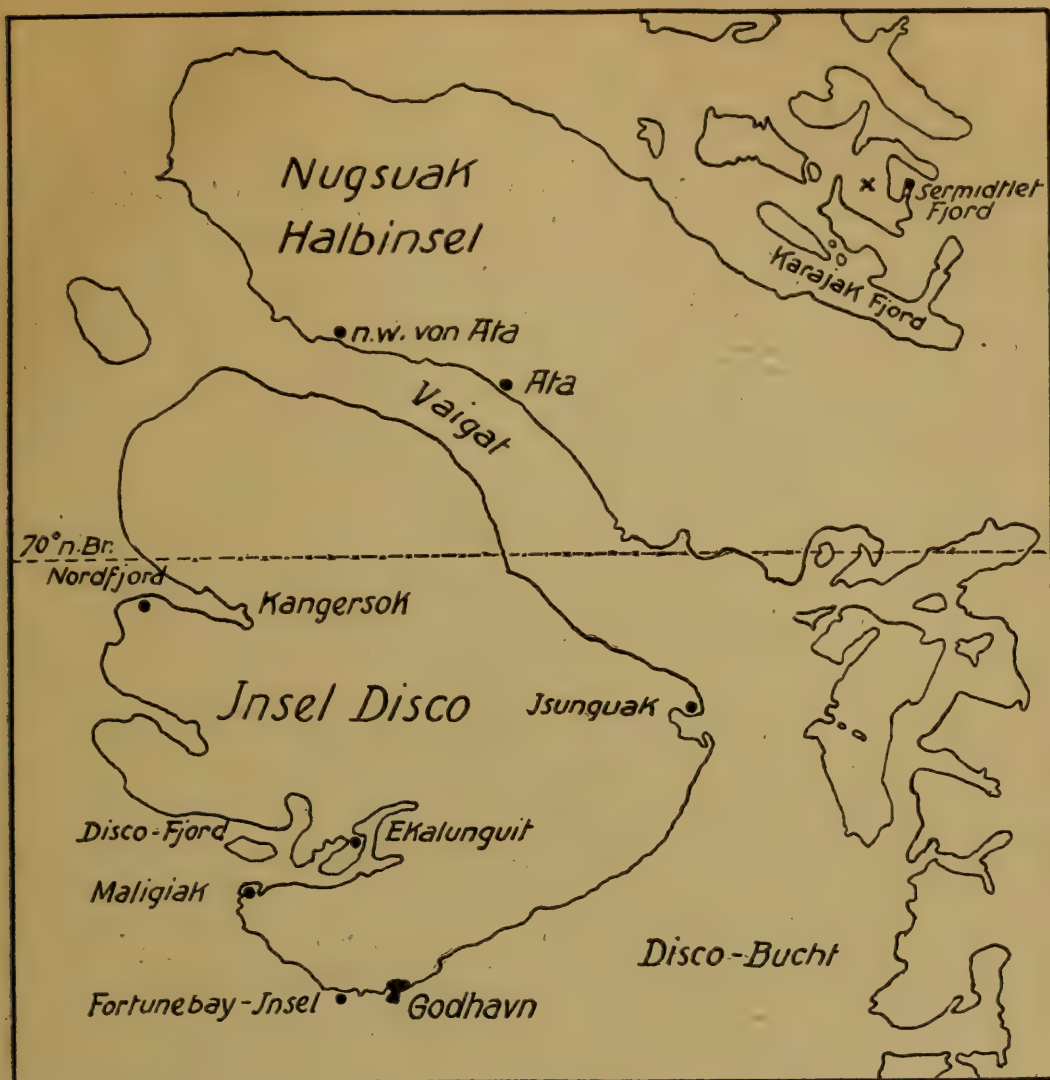 Nugsuak
Halbinsel
Sermidtlet
Fjord
Karajak Fjord
n.w. von Ata
Ata
Vaigat
70° n. Br.
Nordfjord
Kangersok
Jnsel Disco
Jsunguak
Disco-Fjord
Ekalunguit
Maligiak
Disco-Bucht
Fortunebay-Jnsel
Godhavn